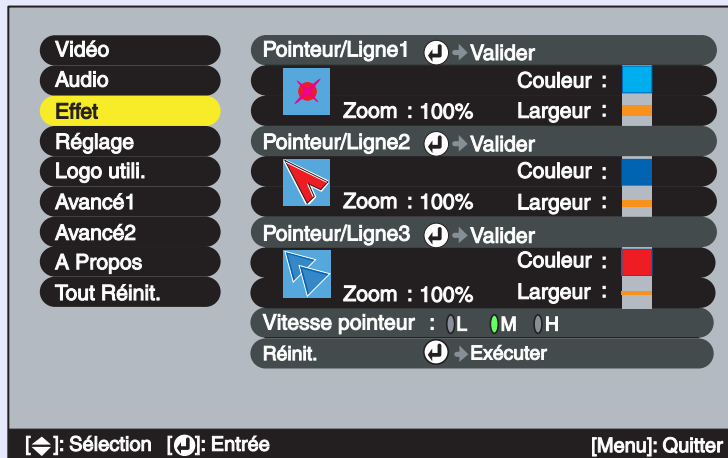 Vidéo
Audio
Effet
Réglage
Logo utili.
Avancé1
Avancé2
A Propos
Tout Réinit.
Pointeur/Ligne1 Valider
Couleur :
Zoom : 100% Largeur :
Pointeur/Ligne2 Valider
Couleur :
Zoom : 100% Largeur :
Pointeur/Ligne3 Valider
Couleur :
Zoom : 100% Largeur :
Vitesse pointeur : L M H
Réinit. Exécuter
[ ]: Sélection [ ]: Entrée [Menu]: Quitter